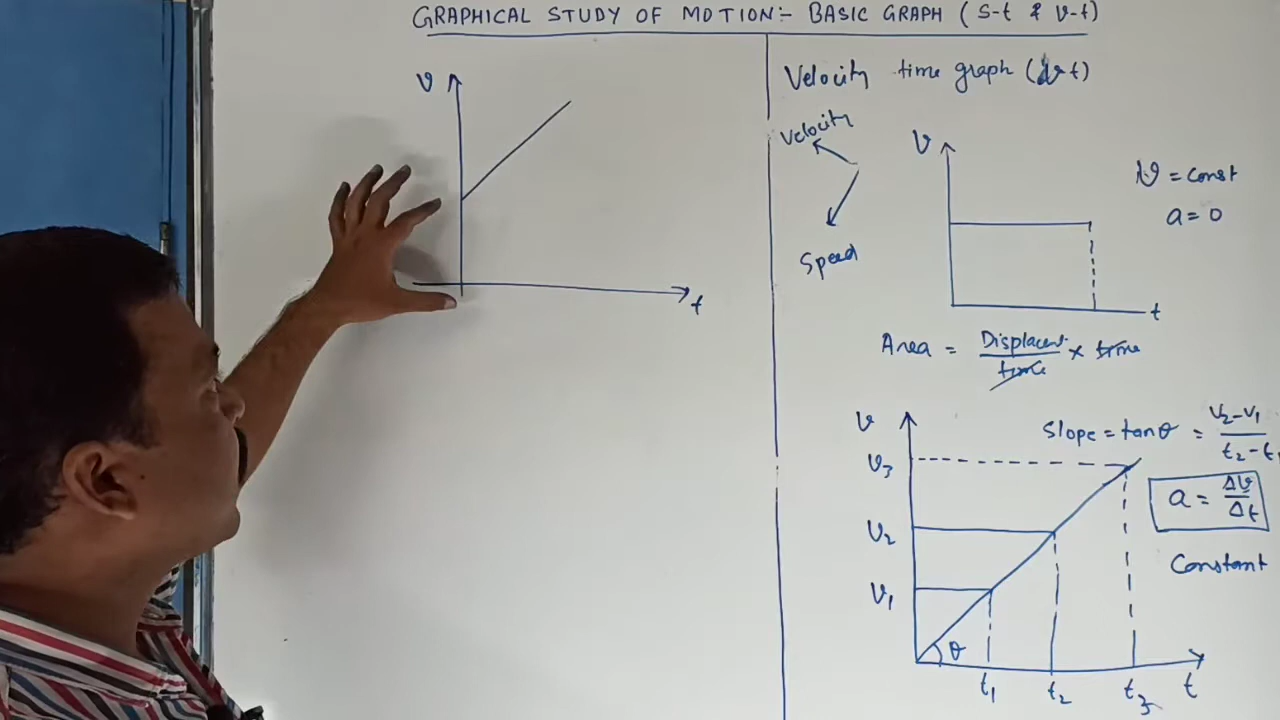 GRAPHICAL STUDY OF MOTION:- BASIC GRAPH (S-t & v-t)
v
t
Velocity time graph (v t)
Velocity
Speed
v
t
v = const
a = 0
Area = Displacent/time × time
v
v3
v2
v1
θ
t1
t2
t3
t
Slope = tanθ = v2-v1/t2-t1
a = Δv/Δt
Constant